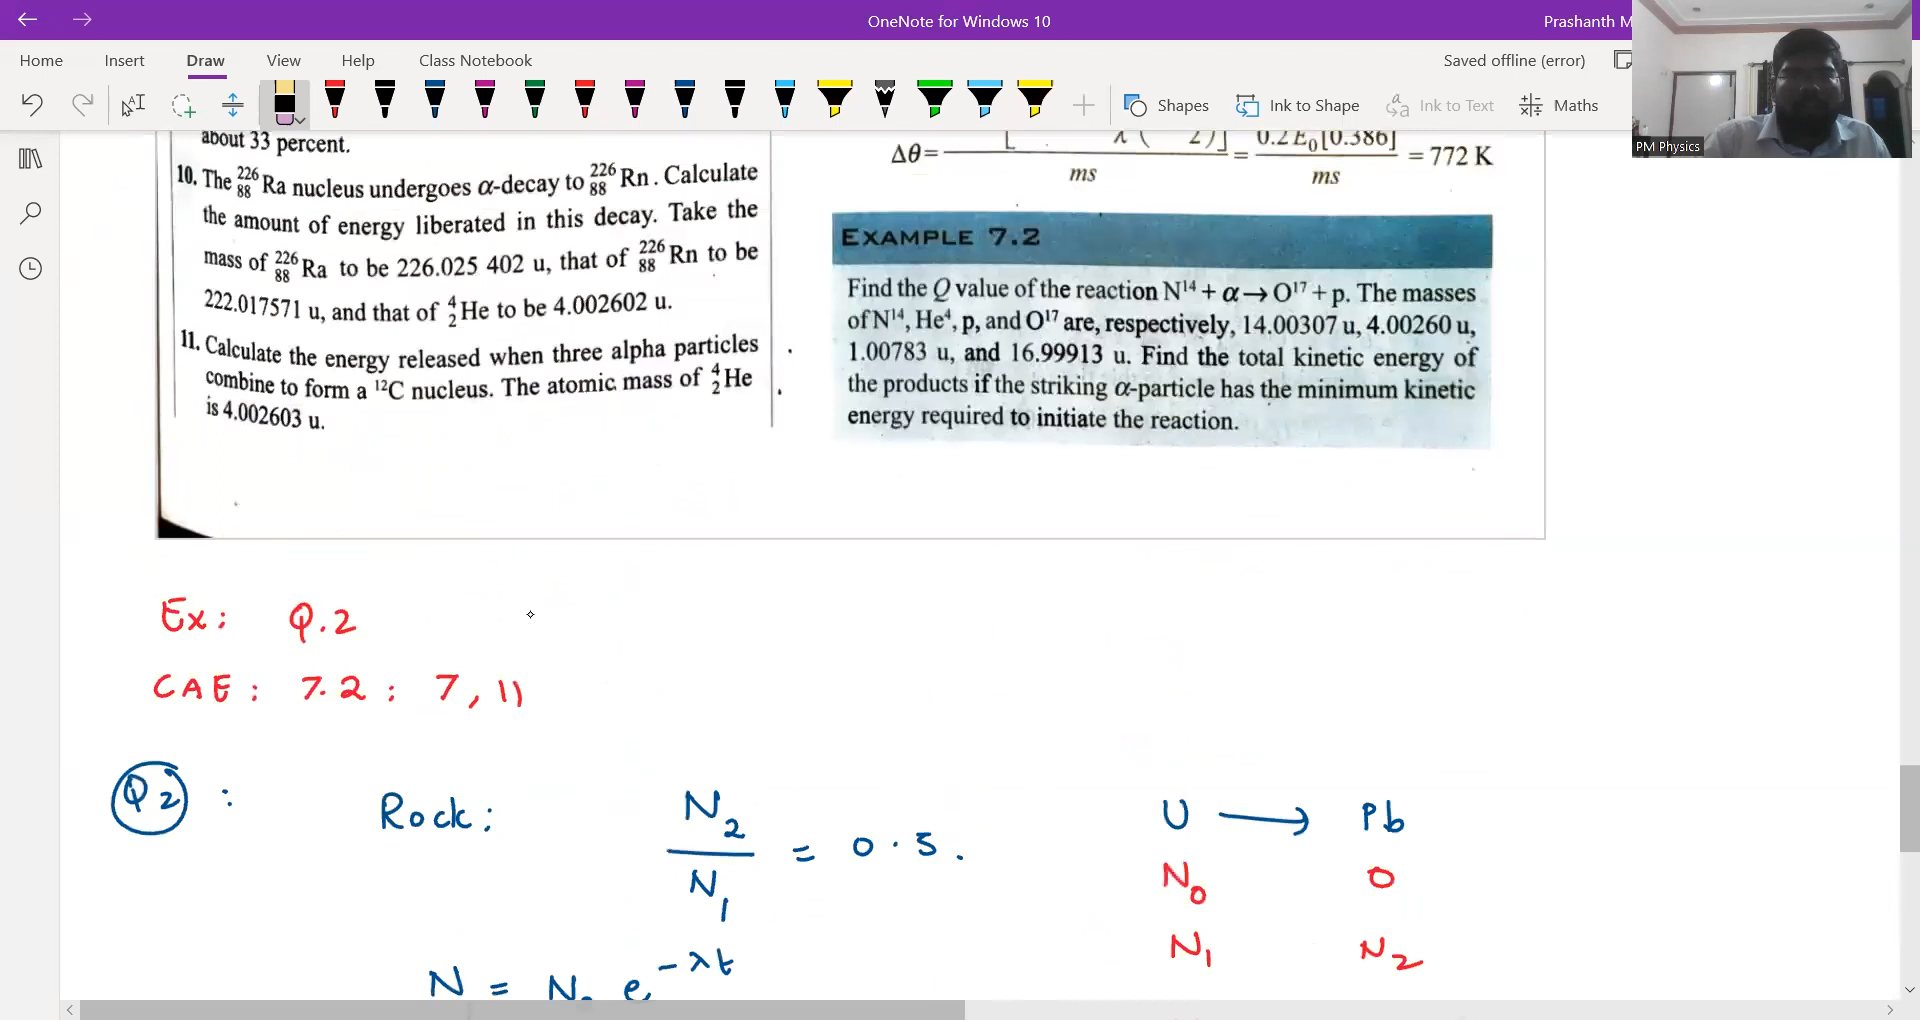 OneNote for Windows 10
Prashanth M
Home Insert Draw View Help Class Notebook
Saved offline (error)
Shapes Ink to Shape Ink to Text Maths
PM Physics
about 33 percent.
10. The ²²⁶₈₈Ra nucleus undergoes α-decay to ²²⁶₈₈Rn. Calculate
the amount of energy liberated in this decay. Take the
mass of ²²⁶₈₈Ra to be 226.025 402 u, that of ²²⁶₈₈Rn to be
222.017571 u, and that of ⁴₂He to be 4.002602 u.
11. Calculate the energy released when three alpha particles
combine to form a ¹²C nucleus. The atomic mass of ⁴₂He
is 4.002603 u.
Δθ= ms = 0.2E₀[0.386] ms = 772 K
EXAMPLE 7.2
Find the Q value of the reaction N¹⁴ + α → O¹⁷ + p. The masses
of N¹⁴, He⁴, p, and O¹⁷ are, respectively, 14.00307 u, 4.00260 u,
1.00783 u, and 16.99913 u. Find the total kinetic energy of
the products if the striking α-particle has the minimum kinetic
energy required to initiate the reaction.
Ex: Q.2
CAE: 7.2: 7, 11
Q2 : Rock: N₂/N₁ = 0.5.
U → Pb
N₀ 0
N₁ N₂
N = N₀ e^(-λt)